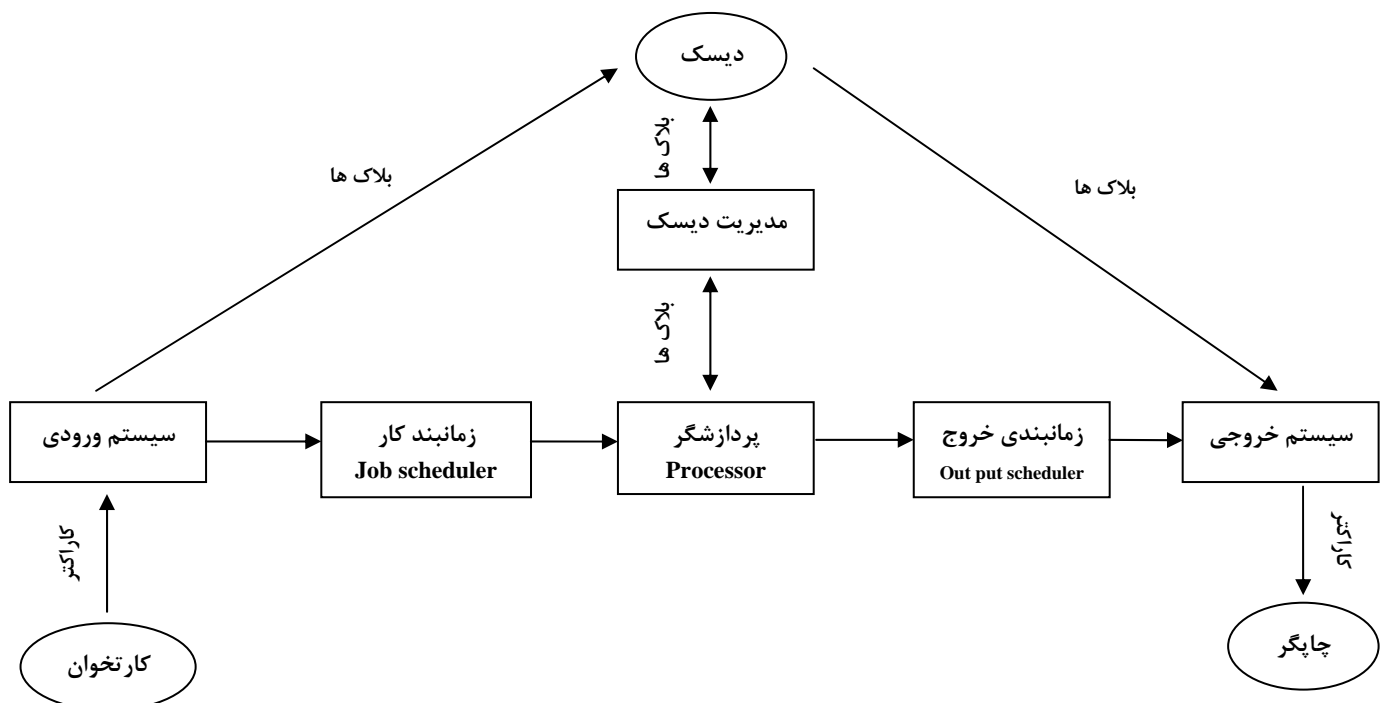 دیسک
بلاک ها
بلاک ها
بلاک ها
مدیریت دیسک
بلاک ها
سیستم ورودی
زمانبند کار
Job scheduler
پردازشگر
Processor
زمانبندی خروج
Out put scheduler
سیستم خروجی
کاراکتر
کاراکتر
کارتخوان
چاپگر